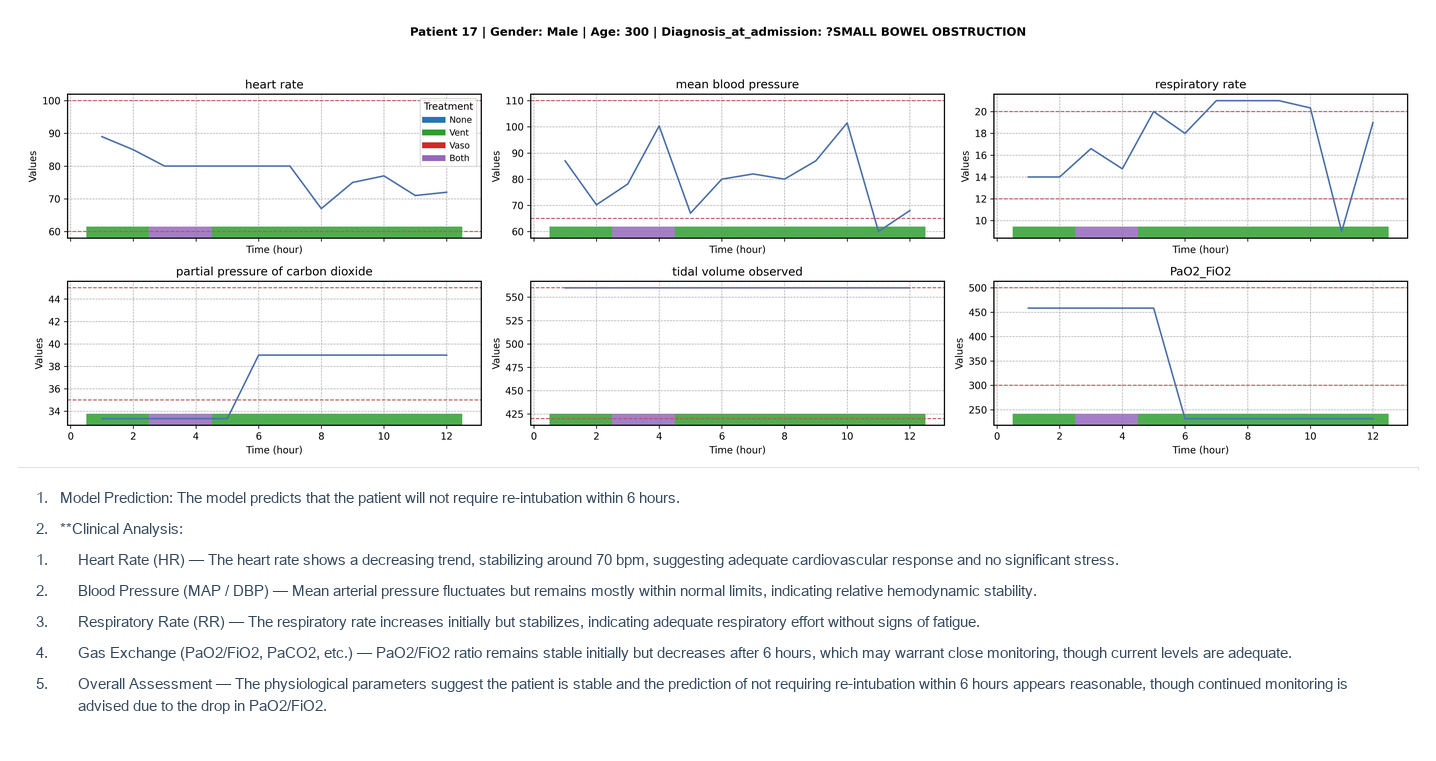 Patient 17 | Gender: Male | Age: 300 | Diagnosis_at_admission: ?SMALL BOWEL OBSTRUCTION
heart rate
mean blood pressure
respiratory rate
Values
100
90
80
70
60
Treatment
None
Vent
Vaso
Both
Time (hour)
Values
110
100
90
80
70
60
Time (hour)
Values
20
18
16
14
12
10
Time (hour)
partial pressure of carbon dioxide
tidal volume observed
PaO2_FiO2
Values
44
42
40
38
36
34
0 2 4 6 8 10 12
Time (hour)
Values
550
525
500
475
450
425
0 2 4 6 8 10 12
Time (hour)
Values
500
450
400
350
300
250
0 2 4 6 8 10 12
Time (hour)
1. Model Prediction: The model predicts that the patient will not require re-intubation within 6 hours.
2. **Clinical Analysis:
1. Heart Rate (HR) — The heart rate shows a decreasing trend, stabilizing around 70 bpm, suggesting adequate cardiovascular response and no significant stress.
2. Blood Pressure (MAP / DBP) — Mean arterial pressure fluctuates but remains mostly within normal limits, indicating relative hemodynamic stability.
3. Respiratory Rate (RR) — The respiratory rate increases initially but stabilizes, indicating adequate respiratory effort without signs of fatigue.
4. Gas Exchange (PaO2/FiO2, PaCO2, etc.) — PaO2/FiO2 ratio remains stable initially but decreases after 6 hours, which may warrant close monitoring, though current levels are adequate.
5. Overall Assessment — The physiological parameters suggest the patient is stable and the prediction of not requiring re-intubation within 6 hours appears reasonable, though continued monitoring is
advised due to the drop in PaO2/FiO2.